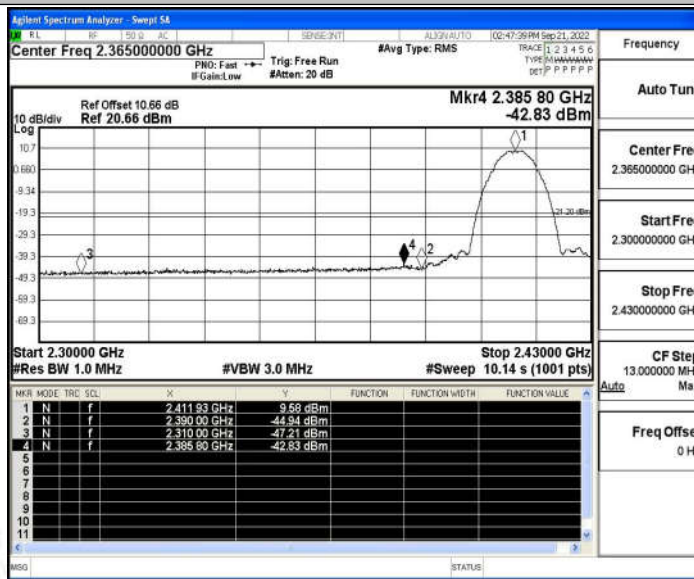 Agilent Spectrum Analyzer - Swept SA
RL RF 50 Ω AC SENSE:INT ALIGN AUTO 02:47:39 PM Sep 21, 2022
Center Freq 2.365000000 GHz
PNO: Fast
IFGain:Low
Trig: Free Run
#Atten: 20 dB
#Avg Type: RMS
TRACE 1 2 3 4 5 6
TYPE M
DET P P P P P P
Ref Offset 10.66 dB
Ref 20.66 dBm
10 dB/div
Log
Mkr4 2.385 80 GHz
-42.83 dBm
10.7
0.660
-9.34
-19.3
-29.3
-39.3
-49.3
-59.3
-69.3
1
-21.20 dBm
3
4
2
Start 2.30000 GHz
Stop 2.43000 GHz
#Res BW 1.0 MHz
#VBW 3.0 MHz
#Sweep 10.14 s (1001 pts)
MKR MODE TRC SCL X Y FUNCTION FUNCTION WIDTH FUNCTION VALUE
1 N f 2.411 93 GHz 9.58 dBm
2 N f 2.390 00 GHz -44.94 dBm
3 N f 2.310 00 GHz -47.21 dBm
4 N f 2.385 80 GHz -42.83 dBm
5
6
7
8
9
10
11
MSG
STATUS
Frequency
Auto Tun
Center Fre
2.365000000 GH
Start Fre
2.300000000 GH
Stop Fre
2.430000000 GH
CF Step
13.000000 MH
Auto Ma
Freq Offse
0 H